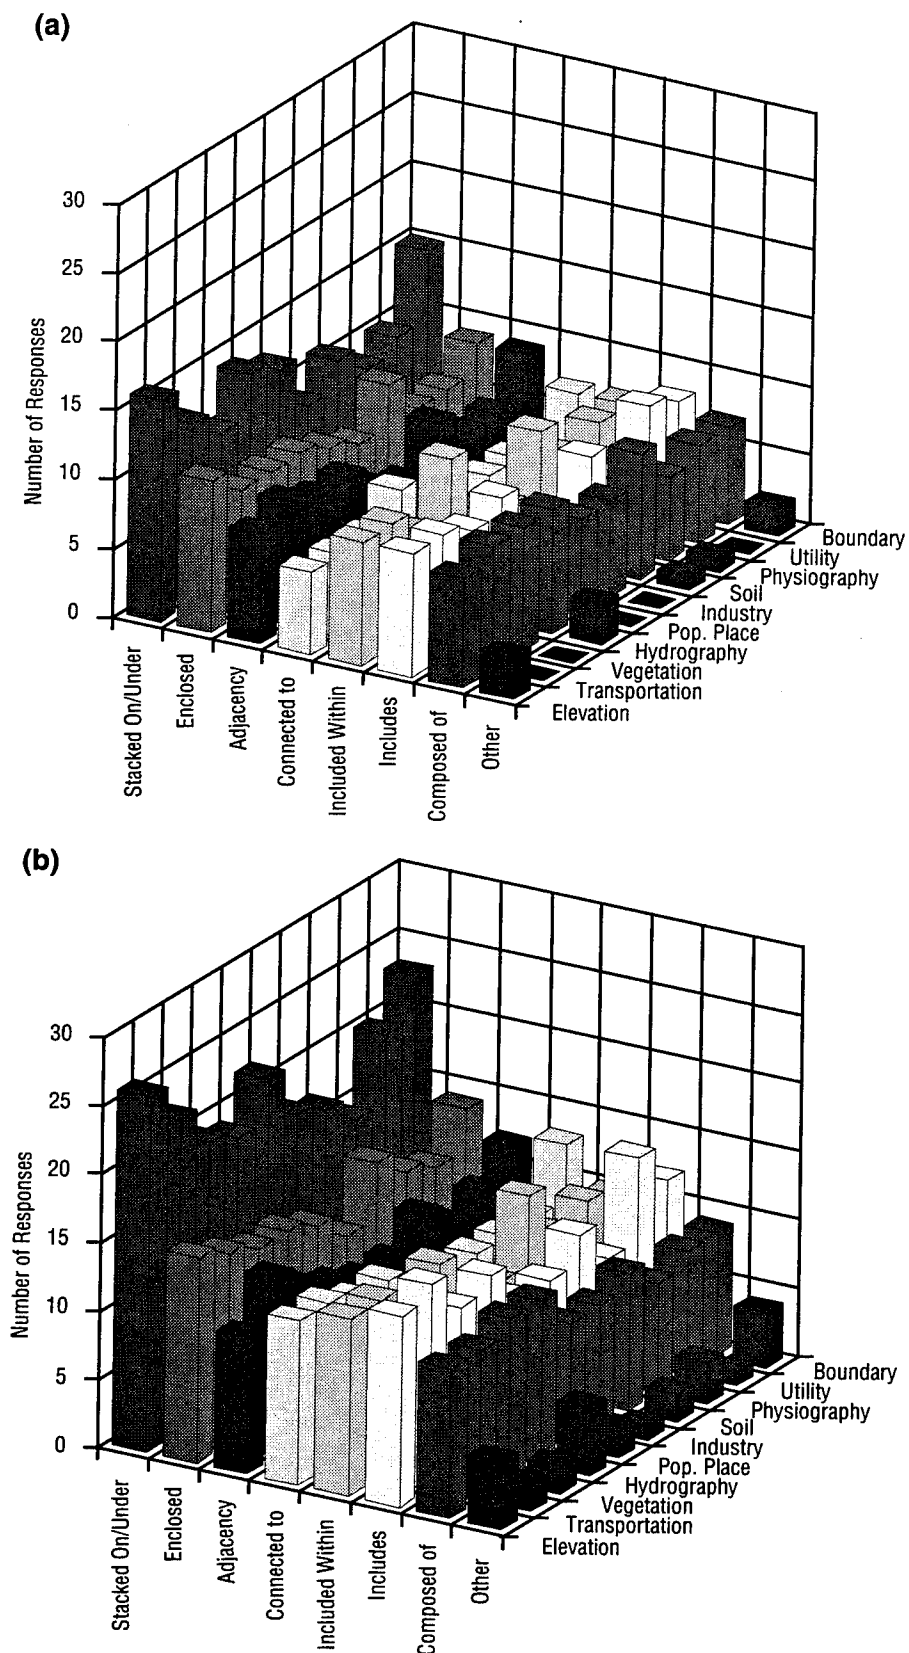 (a)
30
25
20
15
10
5
0
Number of Responses
Stacked On/Under
Enclosed
Adjacency
Connected to
Included Within
Includes
Composed of
Other
Boundary
Utility
Physiography
Soil
Industry
Pop. Place
Hydrography
Vegetation
Transportation
Elevation
(b)
30
25
20
15
10
5
0
Number of Responses
Stacked On/Under
Enclosed
Adjacency
Connected to
Included Within
Includes
Composed of
Other
Boundary
Utility
Physiography
Soil
Industry
Pop. Place
Hydrography
Vegetation
Transportation
Elevation